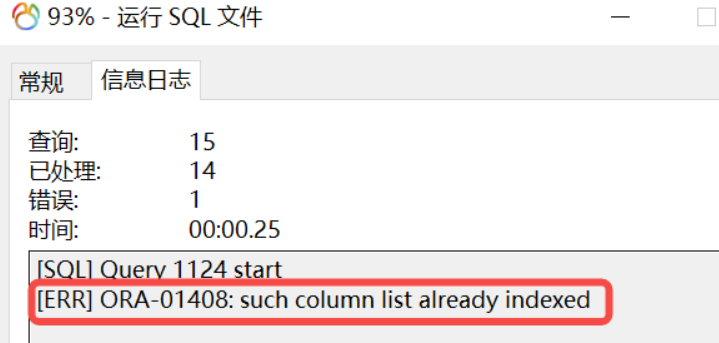 93% - 运行 SQL 文件
常规 信息日志
查询: 15
已处理: 14
错误: 1
时间: 00:00.25
[SQL] Query 1124 start
[ERR] ORA-01408: such column list already indexed